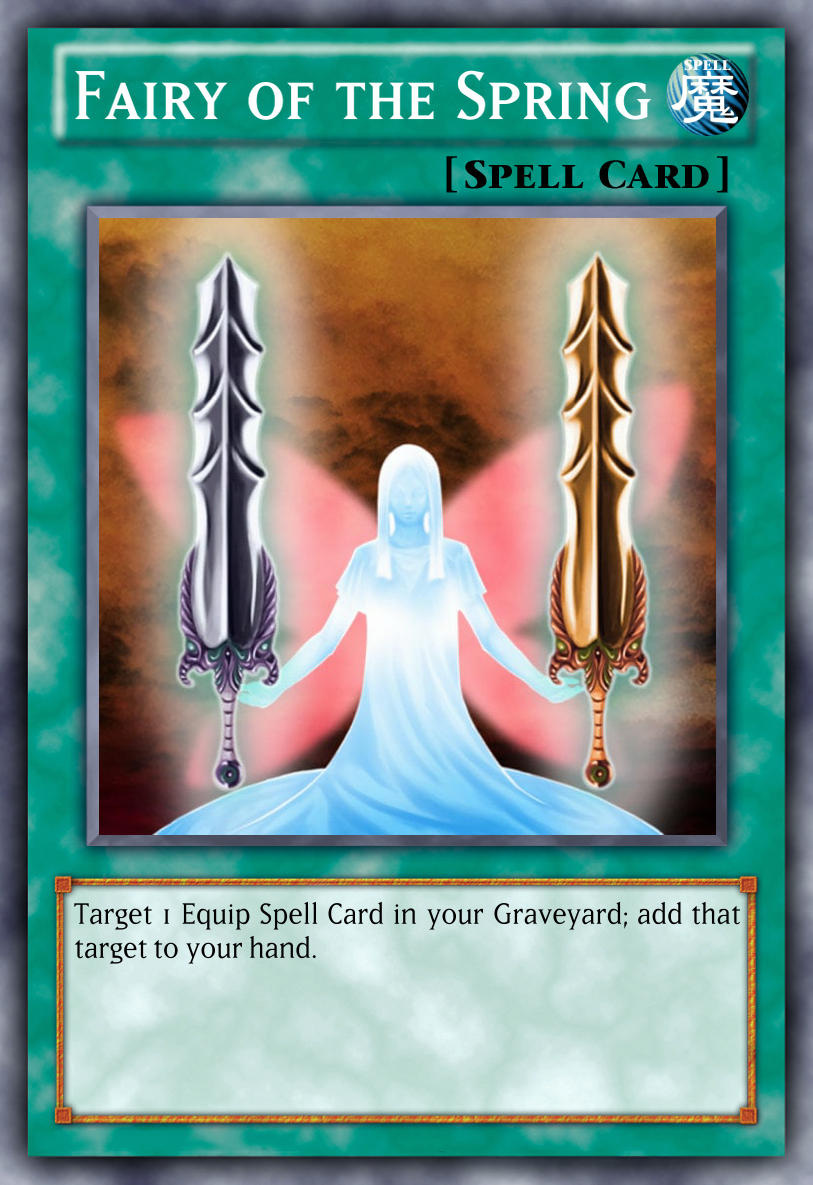 Fairy of the Spring
SPELL
魔
[Spell Card]
Target 1 Equip Spell Card in your Graveyard; add that
target to your hand.